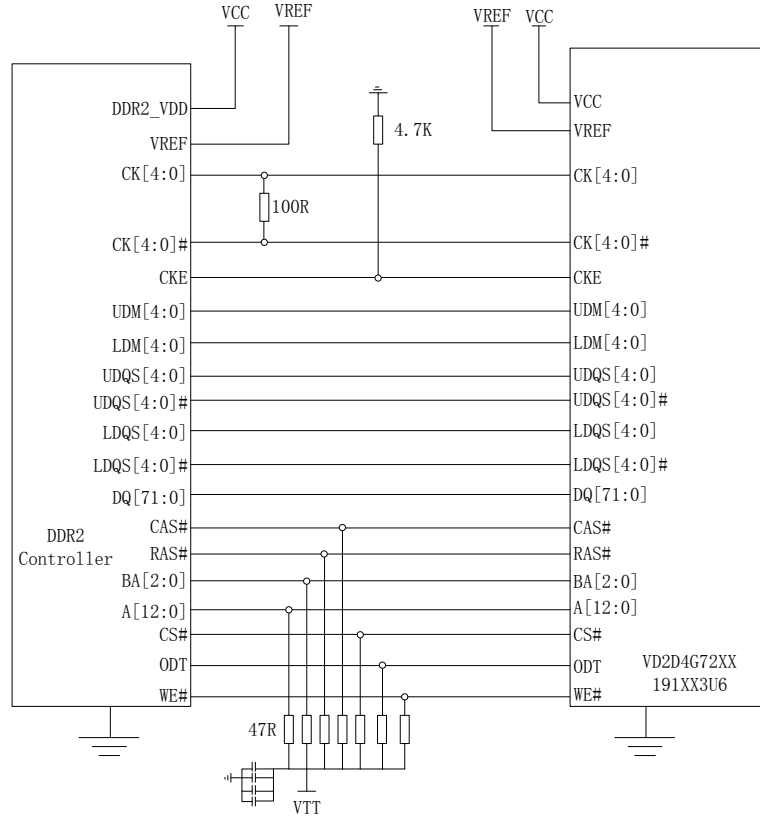 VCC VREF VREF VCC
DDR2_VDD
VREF
CK[4:0]
CK[4:0]#
CKE
UDM[4:0]
LDM[4:0]
UDQS[4:0]
UDQS[4:0]#
LDQS[4:0]
LDQS[4:0]#
DQ[71:0]
CAS#
RAS#
BA[2:0]
A[12:0]
CS#
ODT
WE#
DDR2
Controller
4.7K
100R
47R
VTT
VCC
VREF
CK[4:0]
CK[4:0]#
CKE
UDM[4:0]
LDM[4:0]
UDQS[4:0]
UDQS[4:0]#
LDQS[4:0]
LDQS[4:0]#
DQ[71:0]
CAS#
RAS#
BA[2:0]
A[12:0]
CS#
ODT
WE#
VD2D4G72XX
191XX3U6